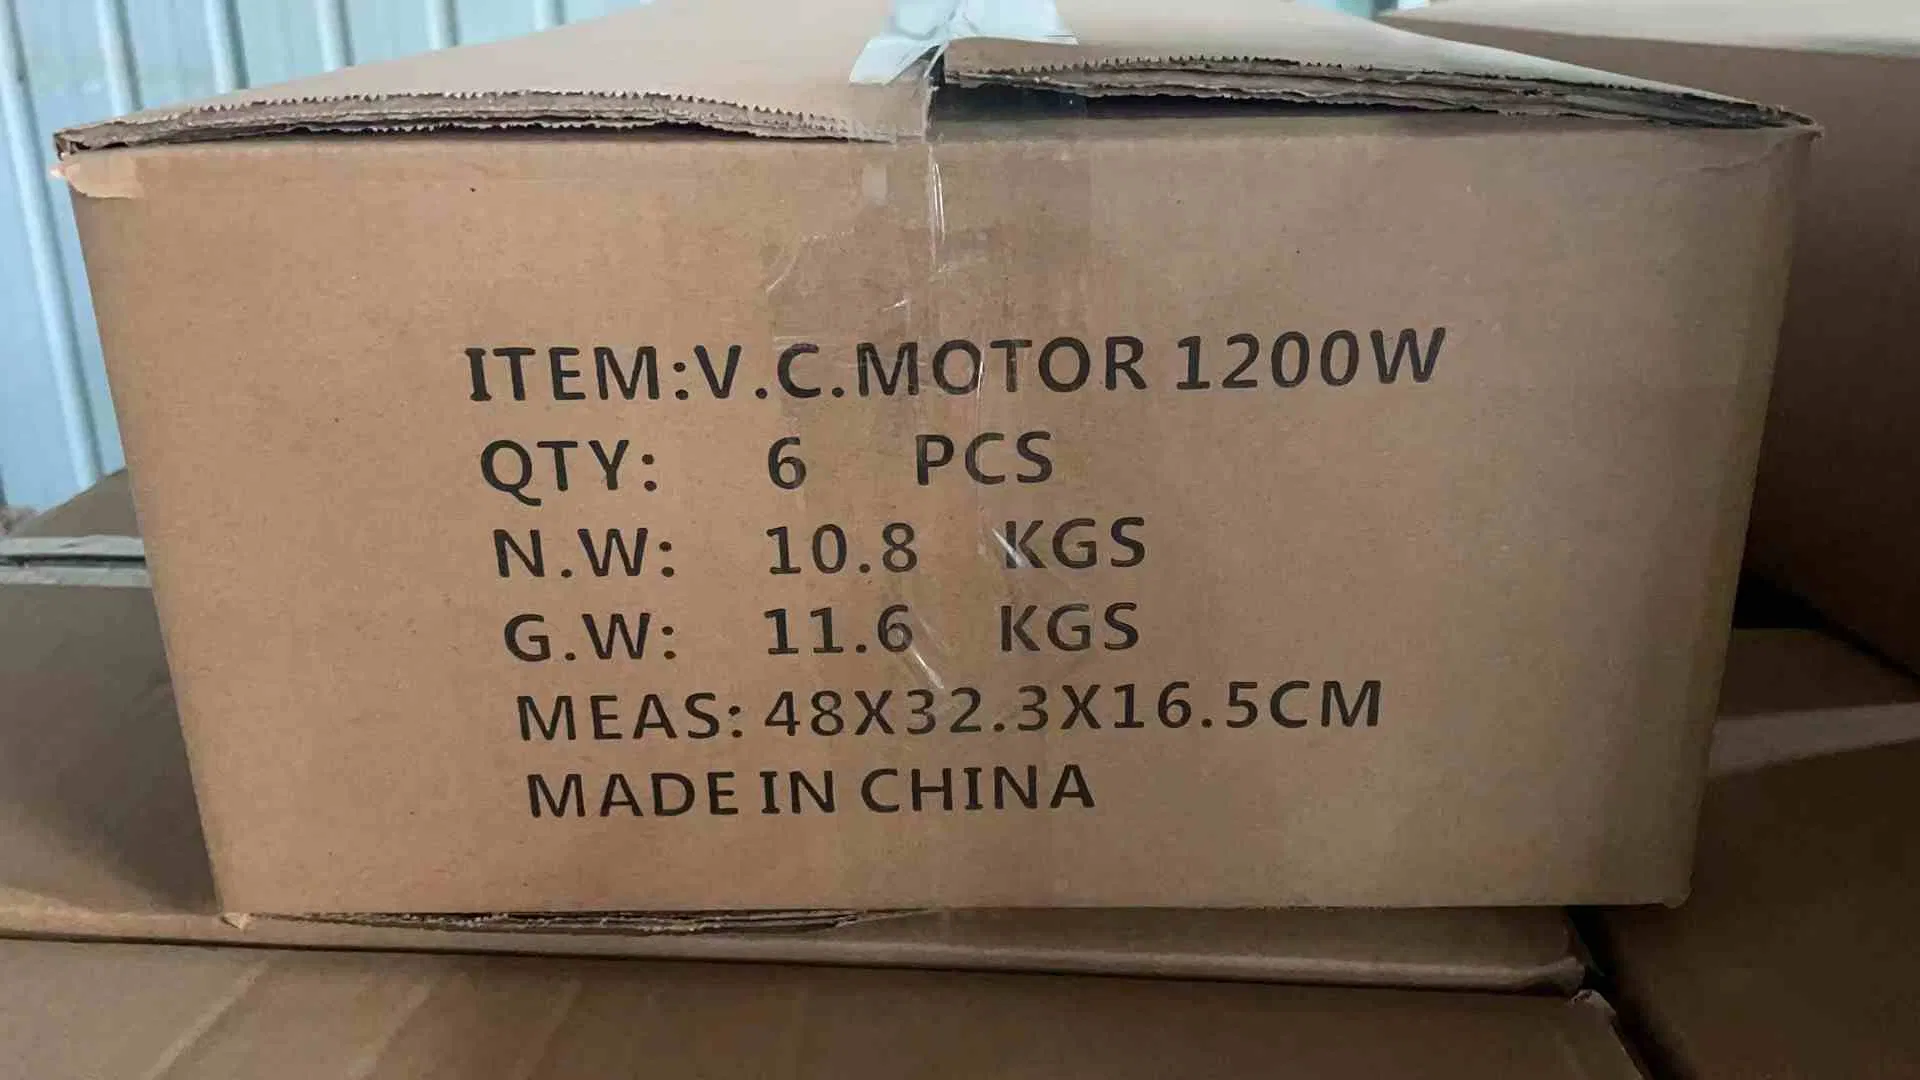 ITEM:V.C.MOTOR 1200W
QTY: 6 PCS
N.W: 10.8 KGS
G.W: 11.6 KGS
MEAS: 48X32.3X16.5CM
MADE IN CHINA